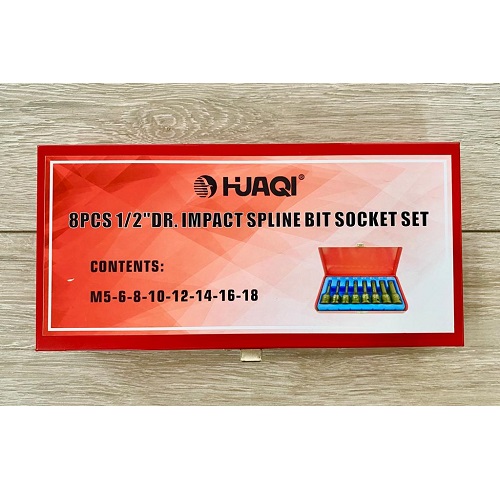 HUAQI®
8PCS 1/2"DR. IMPACT SPLINE BIT SOCKET SET
CONTENTS:
M5-6-8-10-12-14-16-18